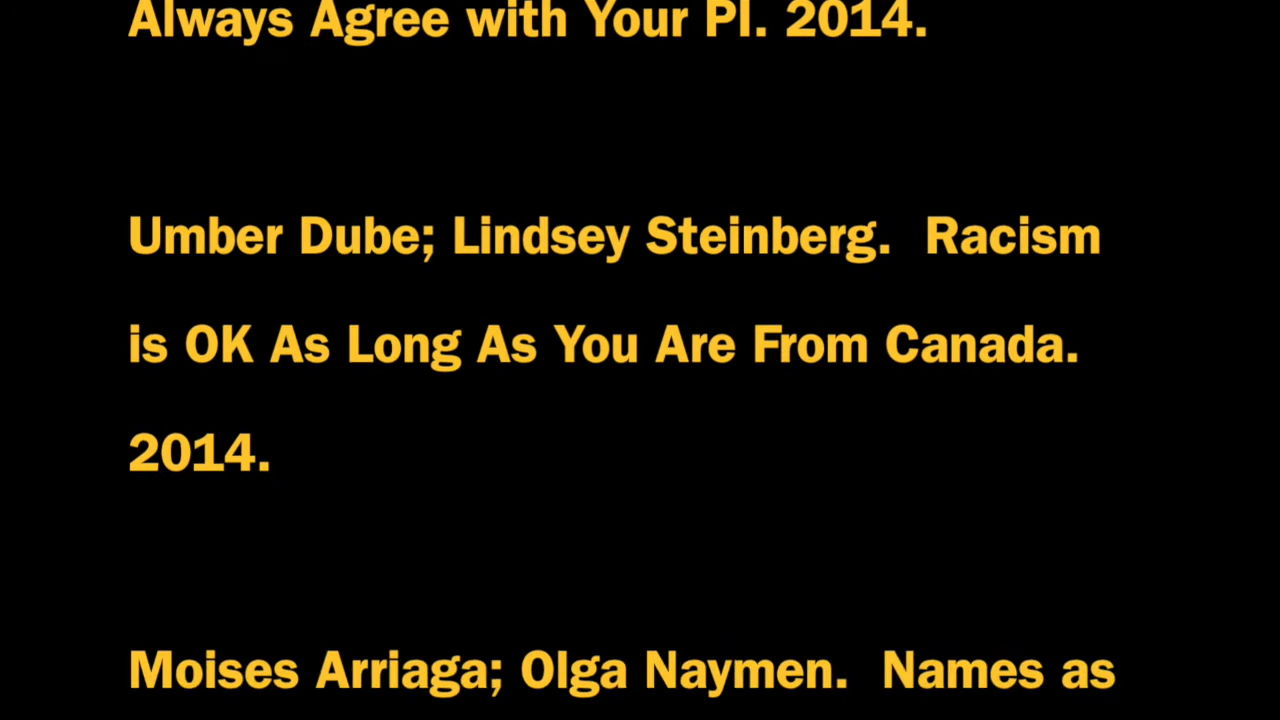 Always Agree with Your Pl. 2014.
Umber Dube; Lindsey Steinberg.  Racism
is OK As Long As You Are From Canada.
2014.
Moises Arriaga; Olga Naymen.  Names as